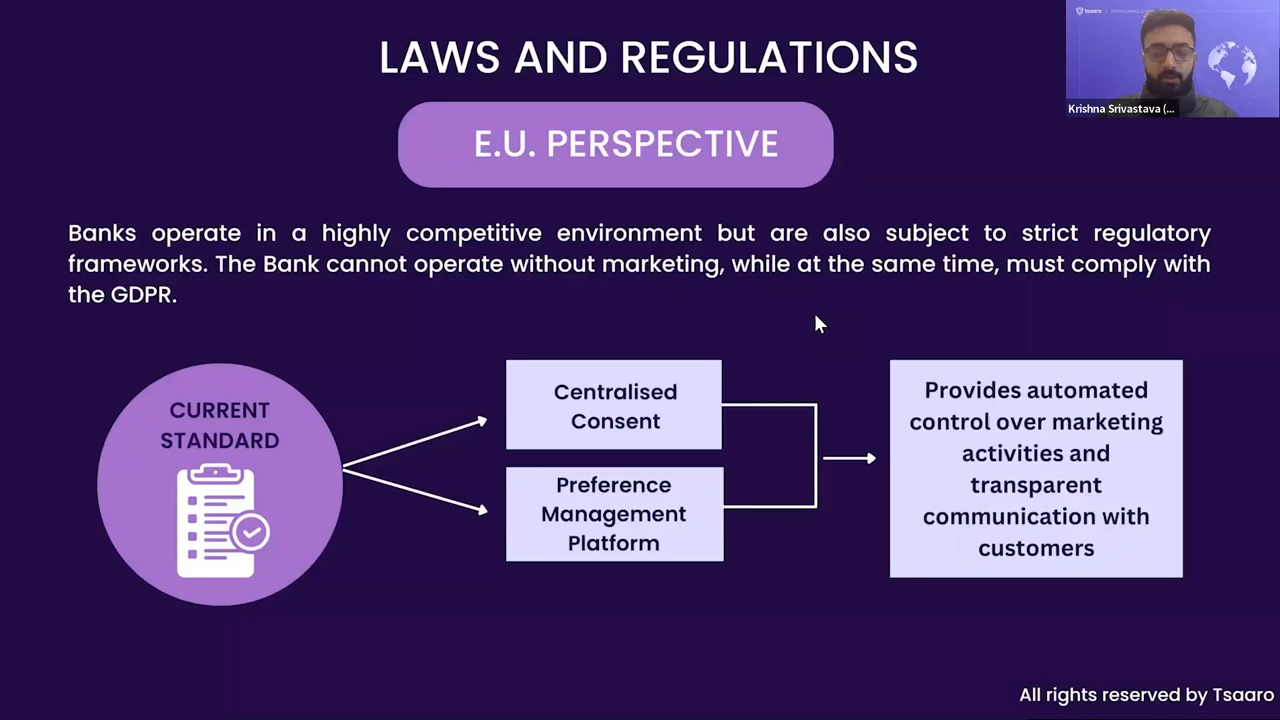 LAWS AND REGULATIONS
tsaaro
Krishna Srivastava (...
E.U. PERSPECTIVE
Banks operate in a highly competitive environment but are also subject to strict regulatory
frameworks. The Bank cannot operate without marketing, while at the same time, must comply with
the GDPR.
CURRENT
STANDARD
Centralised
Consent
Preference
Management
Platform
Provides automated
control over marketing
activities and
transparent
communication with
customers
All rights reserved by Tsaaro